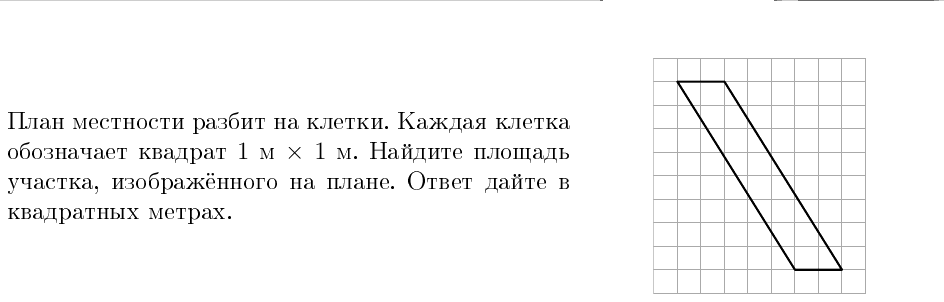 План местности разбит на клетки. Каждая клетка
обозначает квадрат 1 м × 1 м. Найдите площадь
участка, изображённого на плане. Ответ дайте в
квадратных метрах.